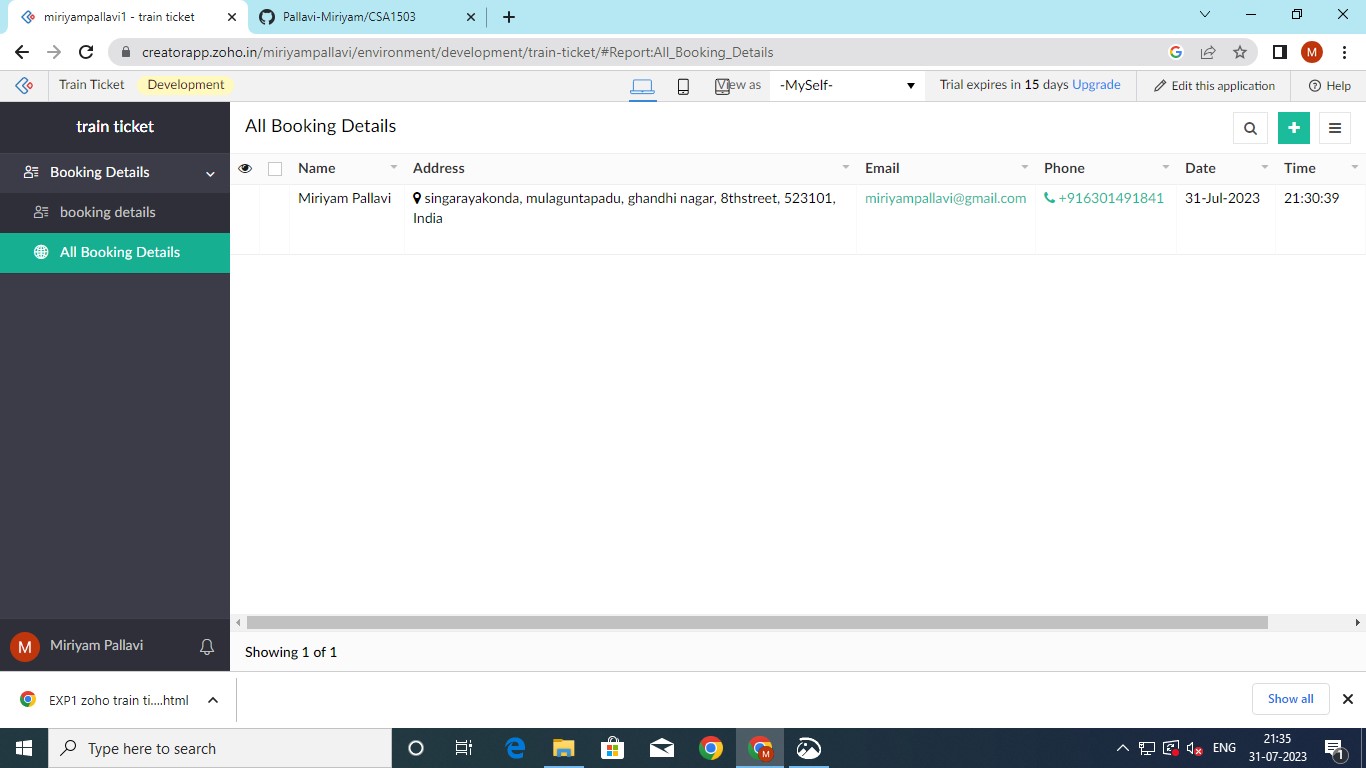 miriyampallavi1 - train ticket
Pallavi-Miriyam/CSA1503
creatorapp.zoho.in/miriyampallavi/environment/development/train-ticket/#Report:All_Booking_Details
M
Train Ticket Development View as -MySelf- Trial expires in 15 days Upgrade Edit this application Help
train ticket
All Booking Details
Booking Details
booking details
All Booking Details
Name Address Email Phone Date Time
Miriyam Pallavi singarayakonda, mulaguntapadu, ghandhi nagar, 8thstreet, 523101, miriyampallavi@gmail.com +916301491841 31-Jul-2023 21:30:39
India
M Miriyam Pallavi
Showing 1 of 1
EXP1 zoho train ti....html
Show all
Type here to search
M
ENG
21:35
31-07-2023
1